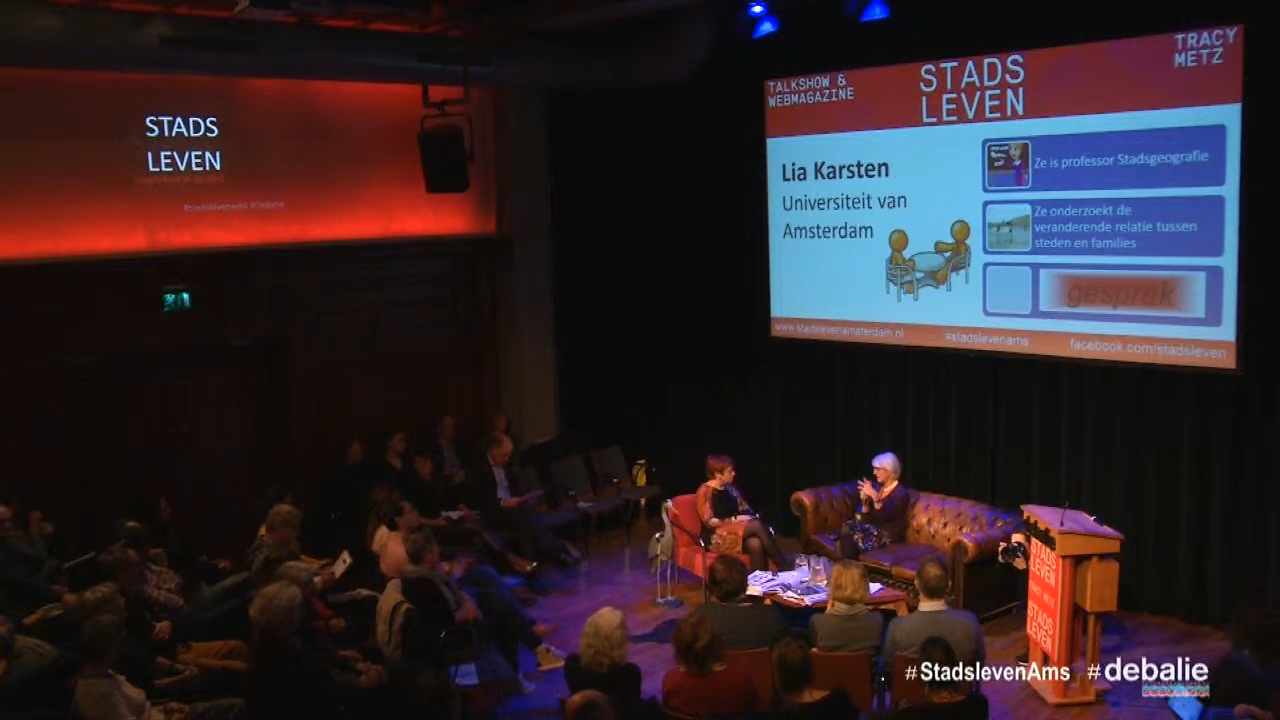 STADS
LEVEN
TALKSHOW &
WEBMAGAZINE
STADS
LEVEN
TRACY
METZ
Lia Karsten
Universiteit van
Amsterdam
Ze is professor Stadsgeografie
Ze onderzoekt de
veranderende relatie tussen
steden en families
gesprek
www.stadslevenamsterdam.nl
#stadslevenams
facebook.com/stadsleven
STADS
LEVEN
STADS
LEVEN
#StadslevenAms #debalie